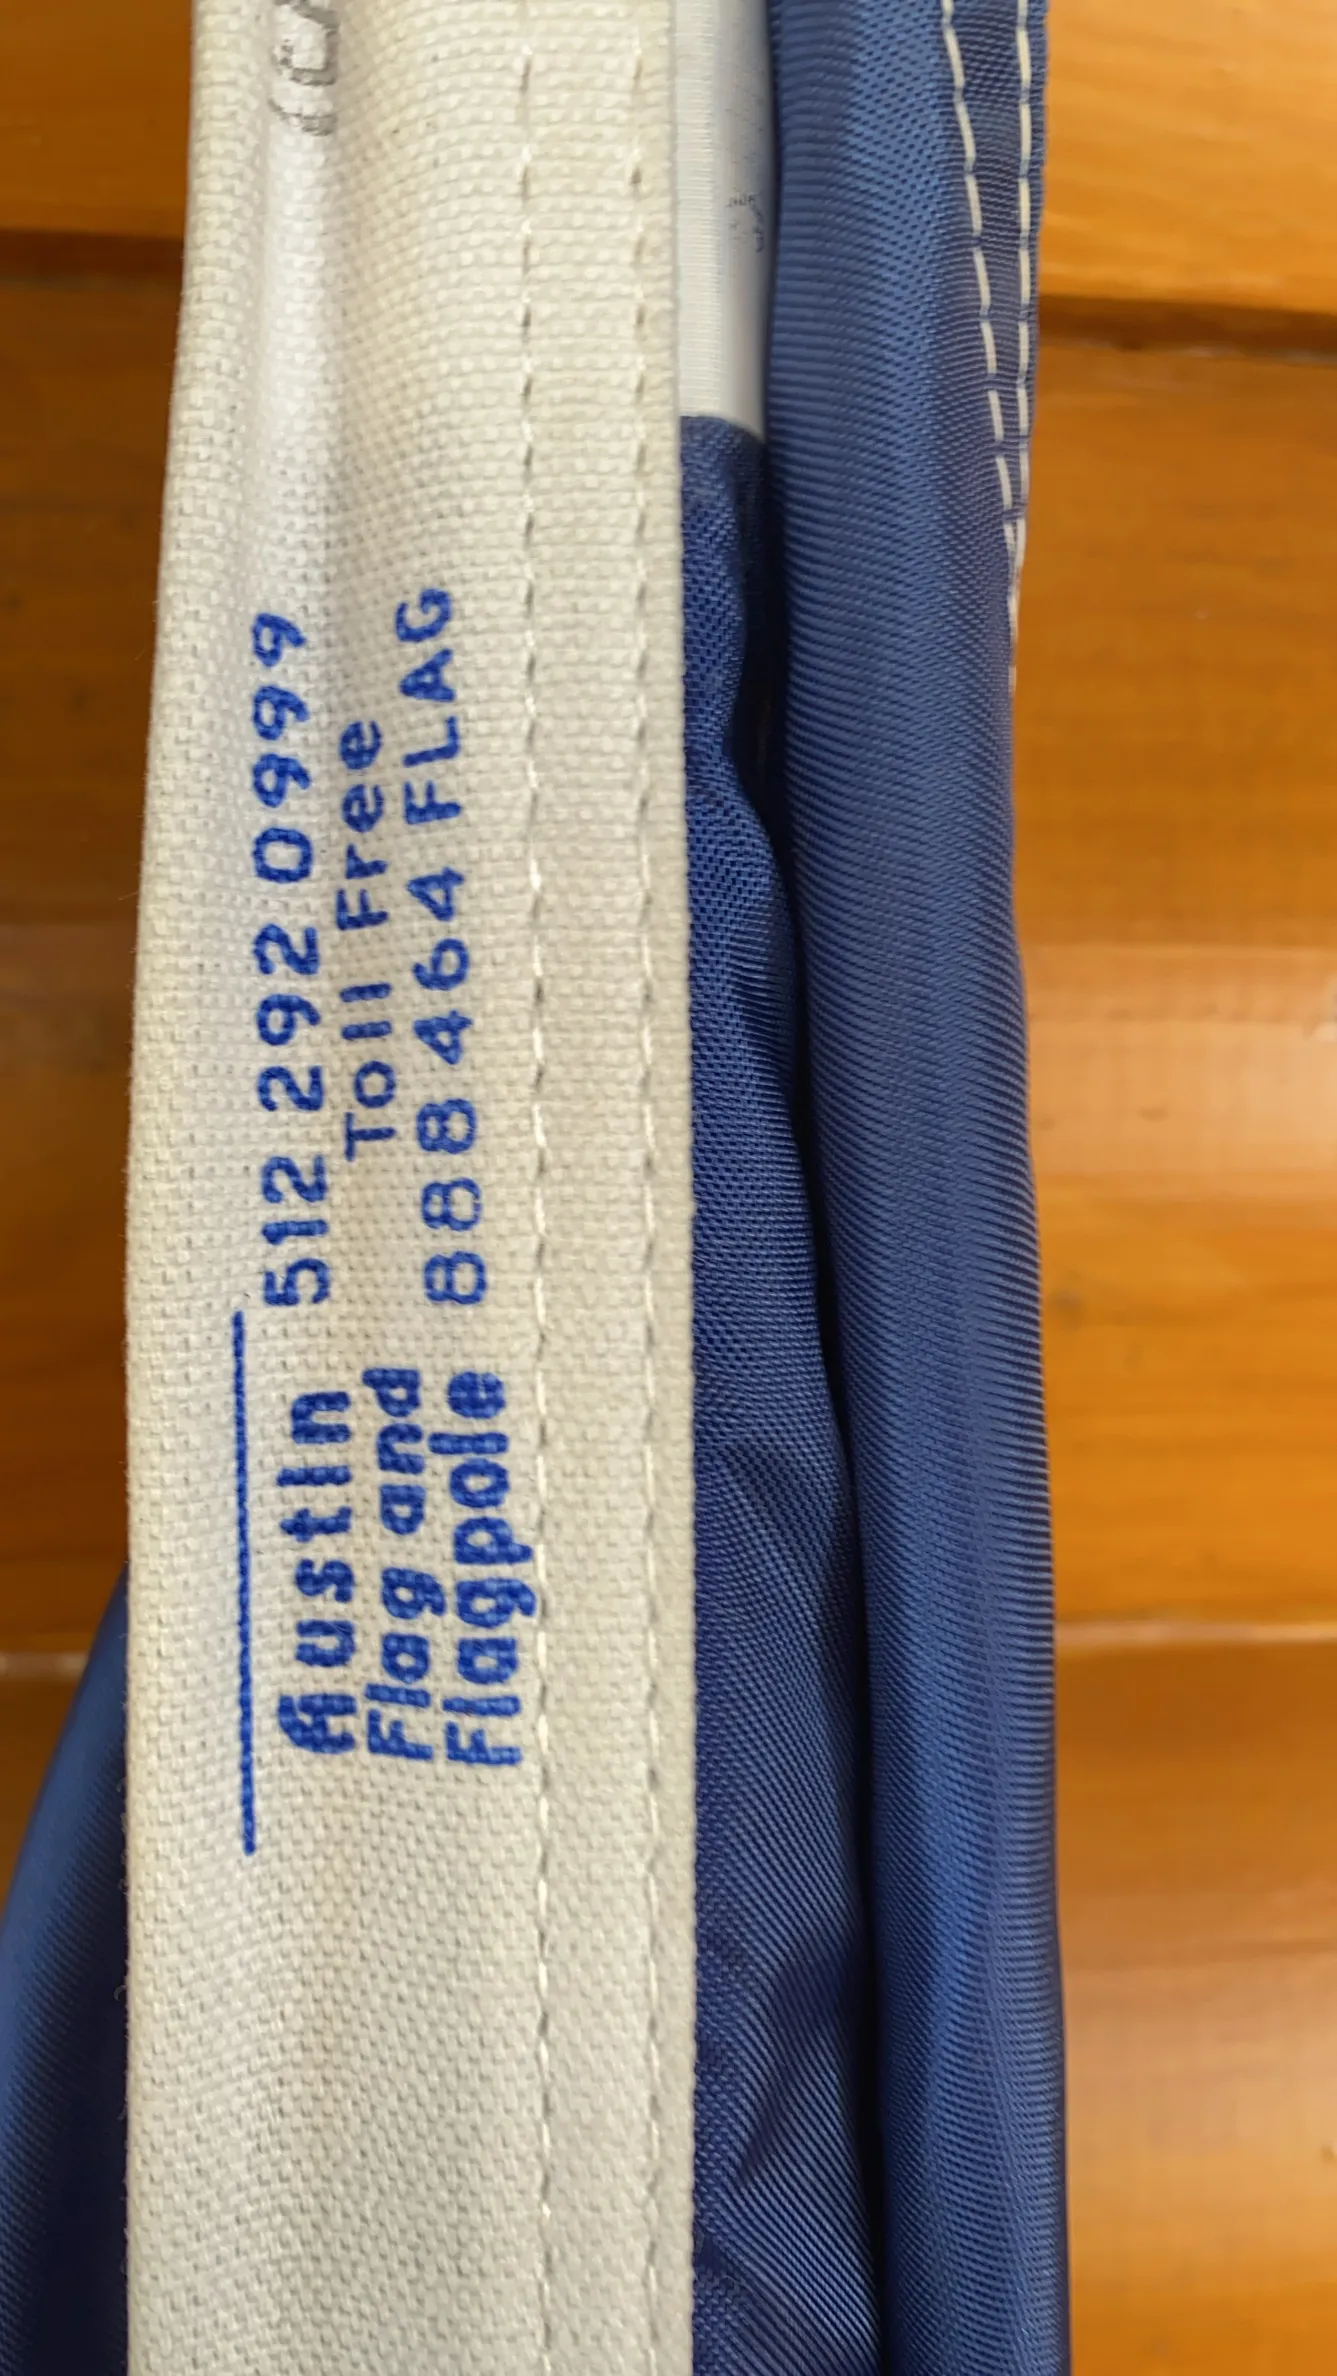 Austin
Flag and
Flagpole
512 292 0999
Toll Free
888 464 FLAG